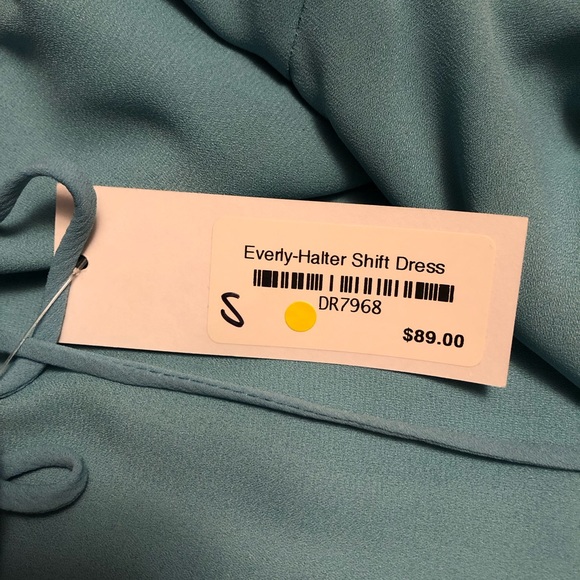 Everly-Halter Shift Dress
DR7968
S
$89.00